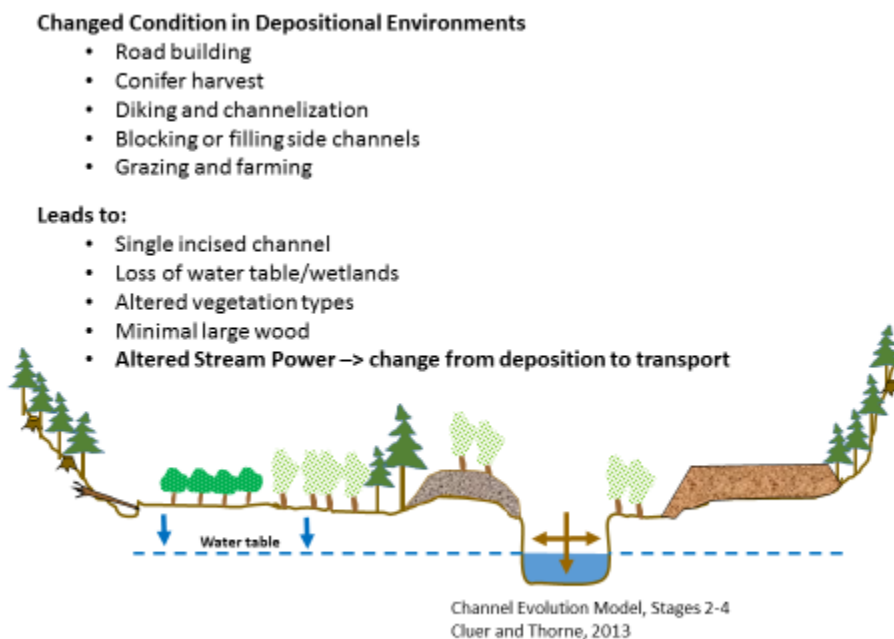 Changed Condition in Depositional Environments
• Road building
• Conifer harvest
• Diking and channelization
• Blocking or filling side channels
• Grazing and farming
Leads to:
• Single incised channel
• Loss of water table/wetlands
• Altered vegetation types
• Minimal large wood
• Altered Stream Power –> change from deposition to transport
Water table
Channel Evolution Model, Stages 2-4
Cluer and Thorne, 2013